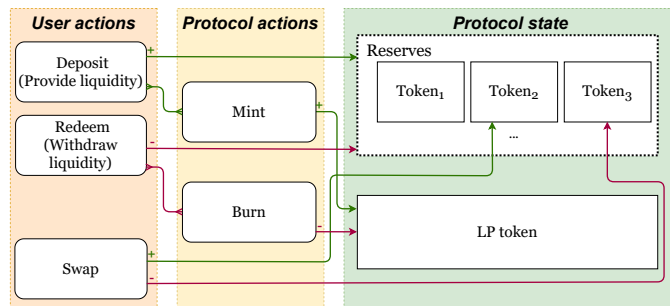 User actions
Protocol actions
Protocol state
Deposit
(Provide liquidity)
+
Reserves
Token₁
Token₂
Token₃
...
Mint
+
Redeem
(Withdraw
liquidity)
-
Burn
-
LP token
Swap
+
-